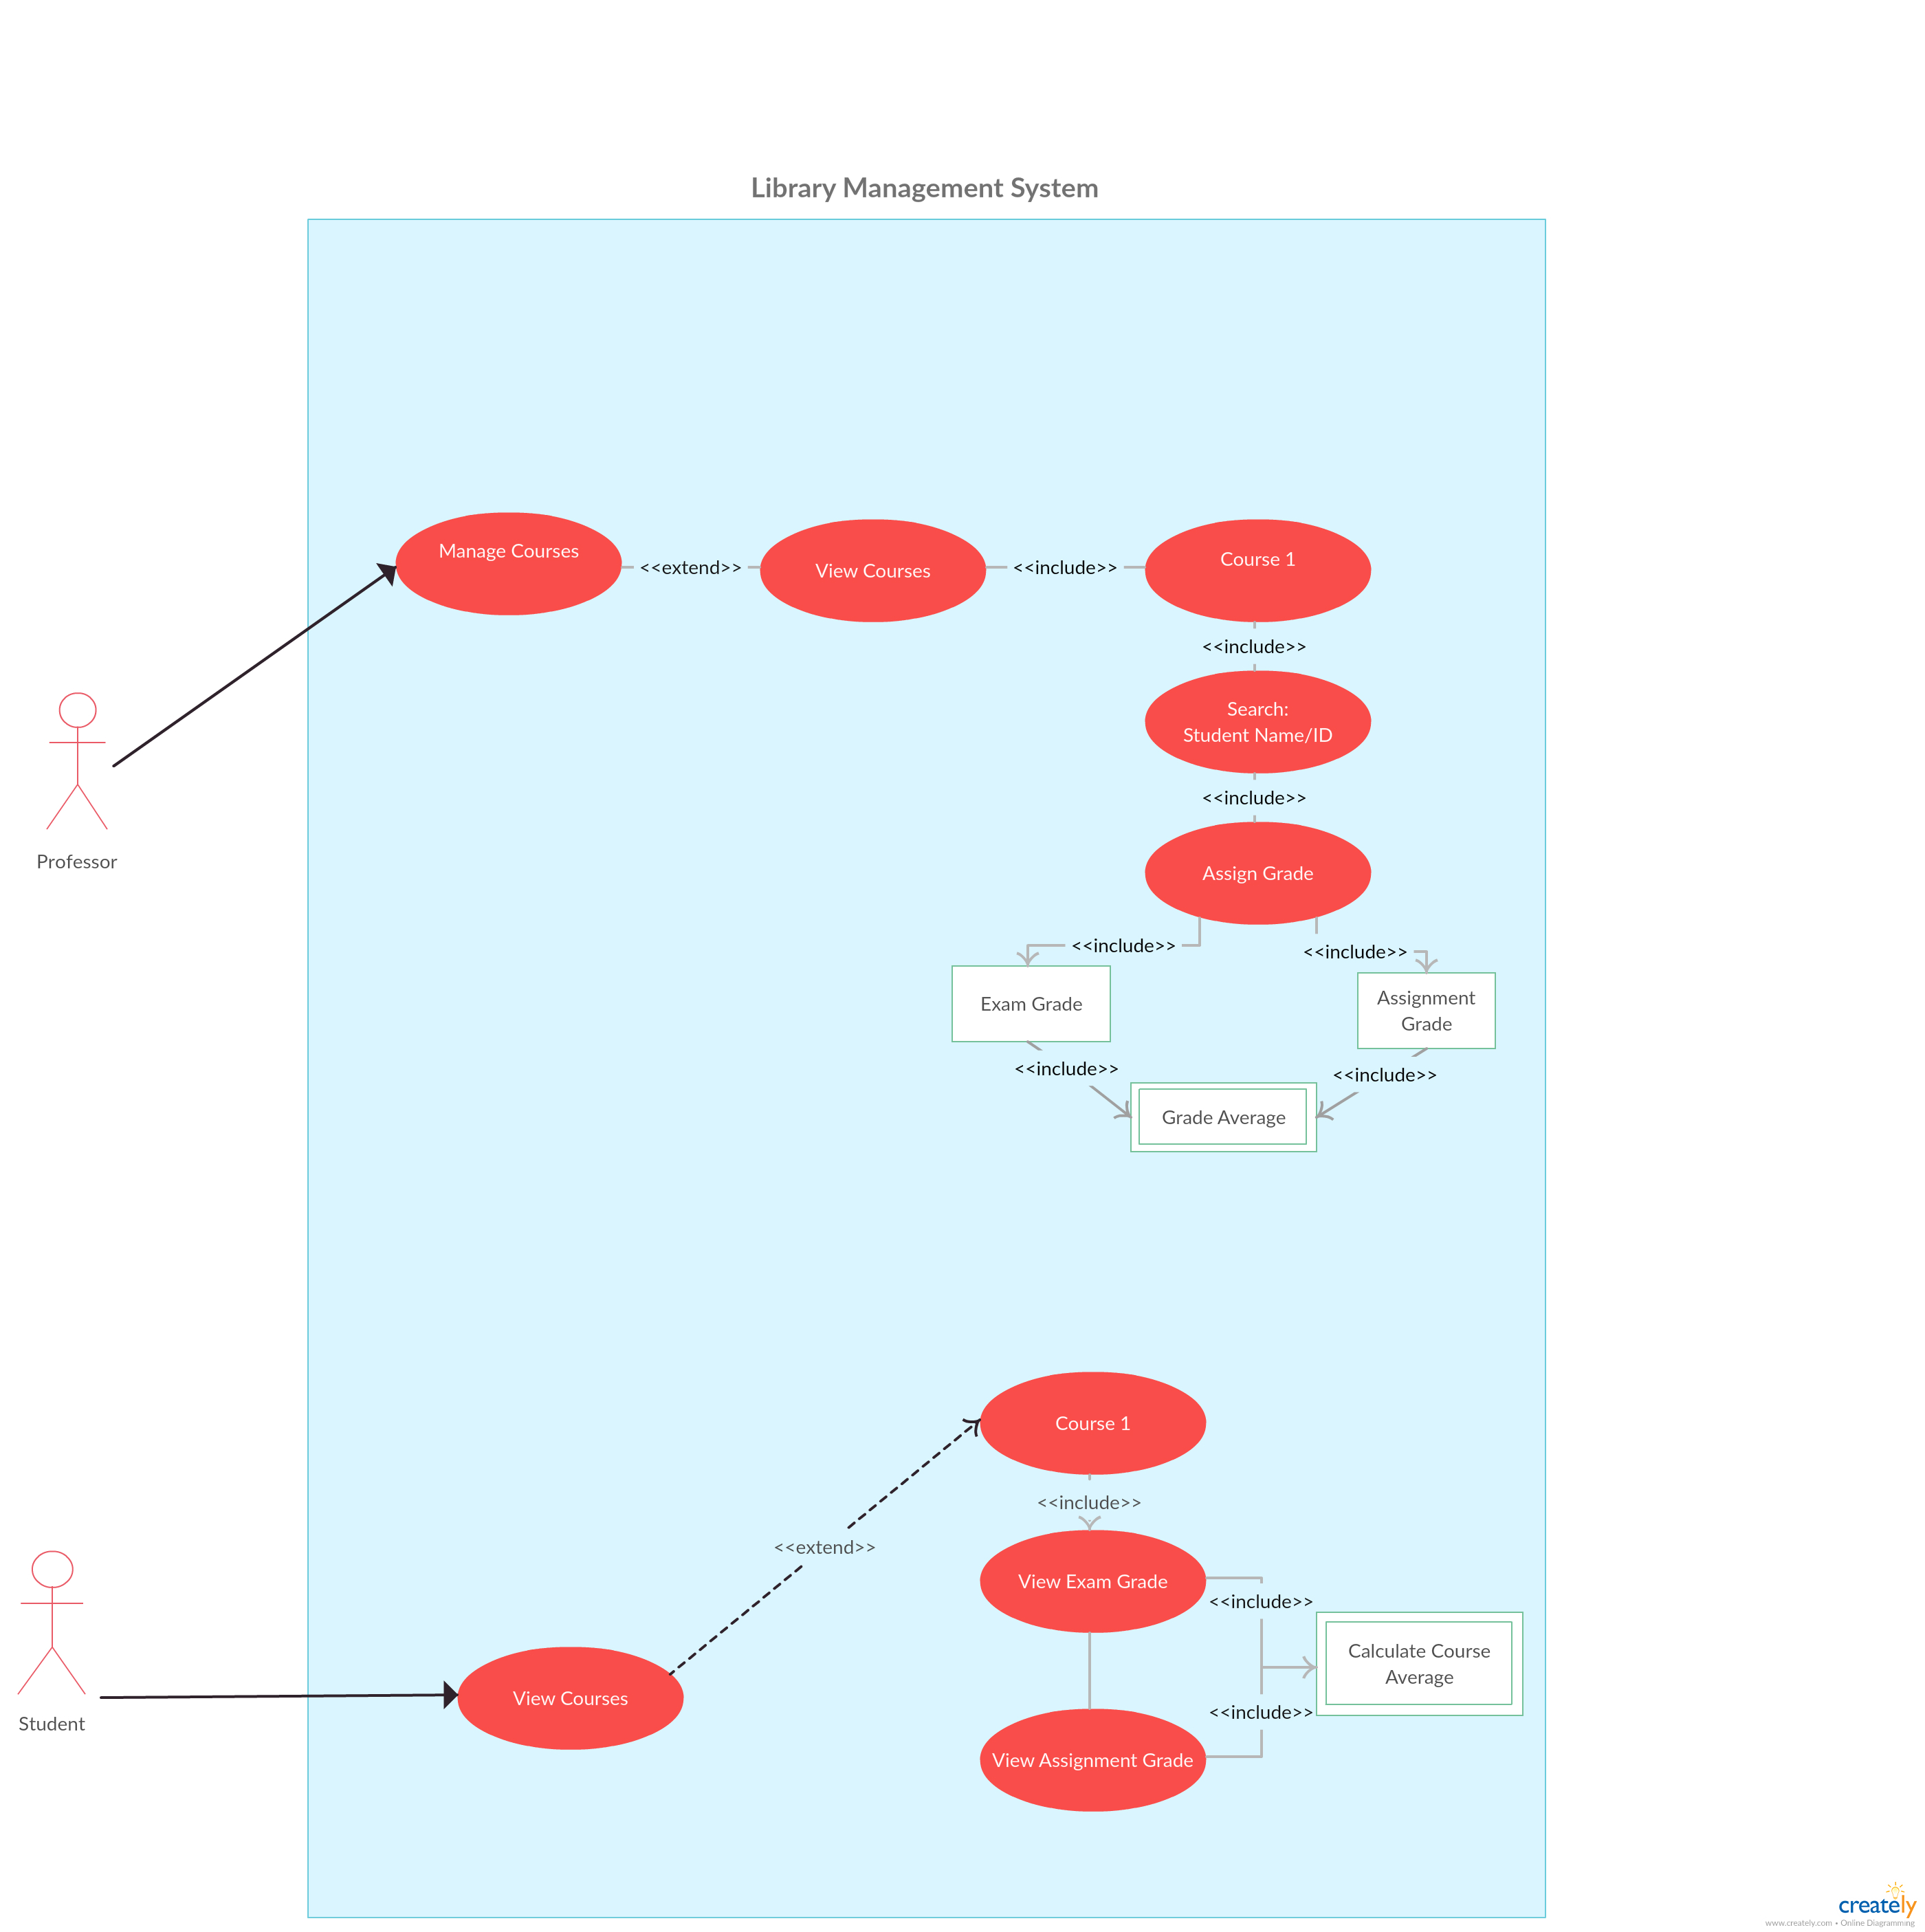 Library Management System
Manage Courses
<<extend>>
View Courses
<<include>>
Course 1
<<include>>
Search:
Student Name/ID
<<include>>
Professor
Assign Grade
<<include>>
<<include>>
Exam Grade
Assignment
Grade
<<include>>
<<include>>
Grade Average
Course 1
<<include>>
<<extend>>
View Exam Grade
<<include>>
Calculate Course
Average
Student
View Courses
<<include>>
View Assignment Grade
creately
www.creately.com • Online Diagramming